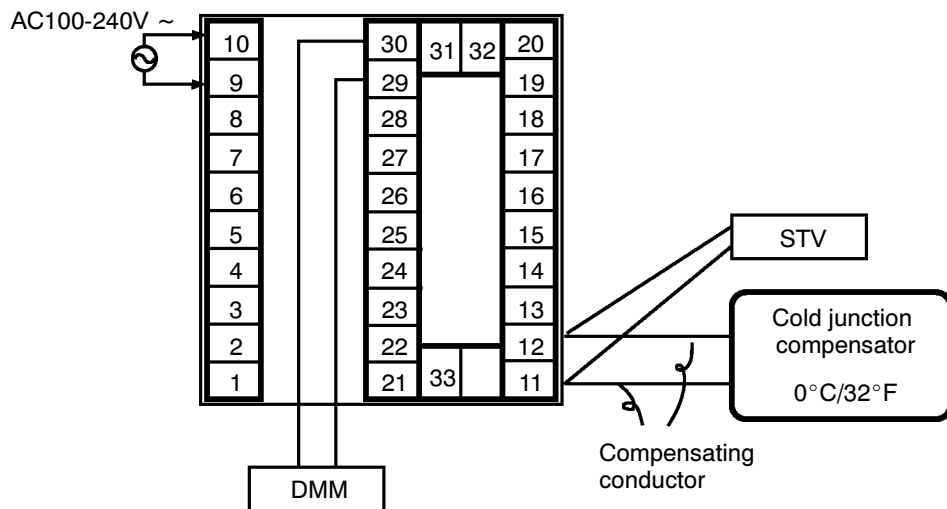 AC100-240V ~
10
9
8
7
6
5
4
3
2
1
30 31 32 20
29 19
28 18
27 17
26 16
25 15
24 14
23 13
22 12
21 33 11
STV
Cold junction
compensator
0°C/32°F
Compensating
conductor
DMM